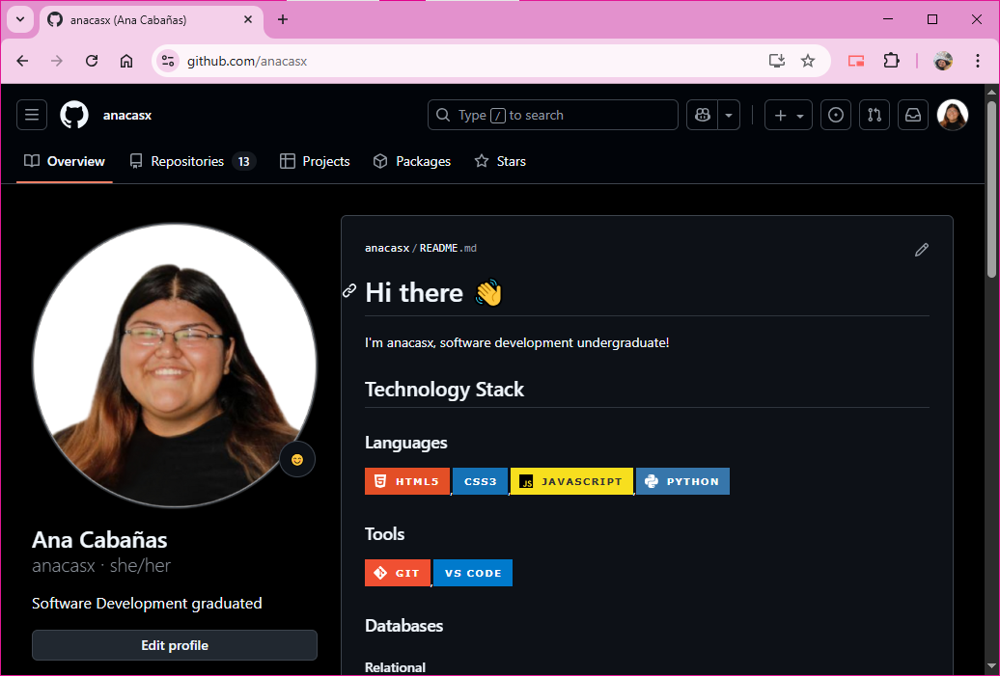 anacasx (Ana Cabañas)
github.com/anacasx
anacasx
Type / to search
Overview
Repositories 13
Projects
Packages
Stars
anacasx/README.md
Hi there 👋
I'm anacasx, software development undergraduate!
Technology Stack
Languages
HTML5, CSS3, JS JAVASCRIPT, PYTHON
Tools
GIT, VS CODE
Databases
Relational
Ana Cabañas
anacasx · she/her
Software Development graduated
Edit profile